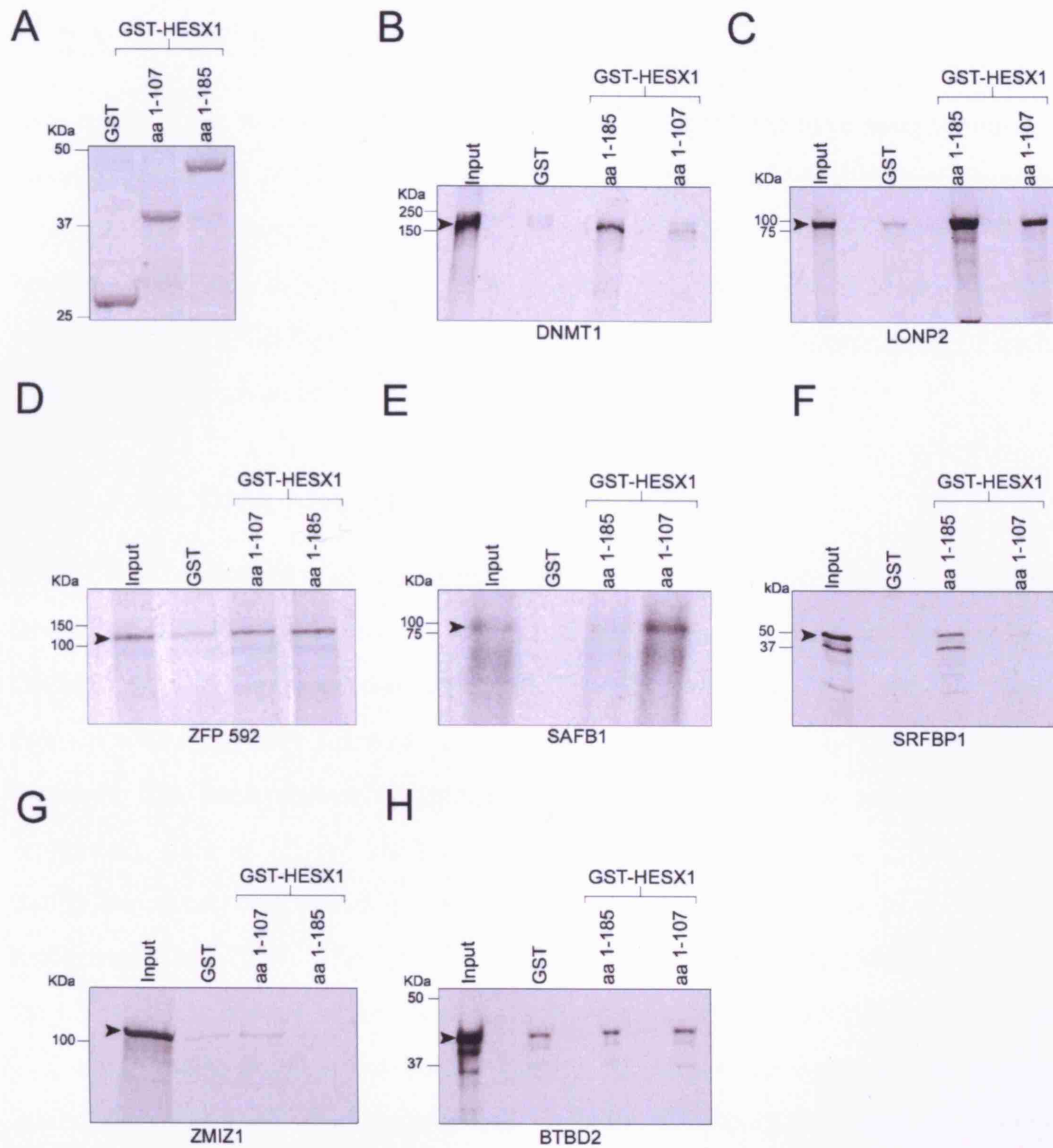 A
GST-HESX1
GST
aa 1-107
aa 1-185
KDa
50
37
25
B
GST-HESX1
Input
GST
aa 1-185
aa 1-107
KDa
250
150
DNMT1
C
GST-HESX1
Input
GST
aa 1-185
aa 1-107
KDa
100
75
LONP2
D
GST-HESX1
Input
GST
aa 1-107
aa 1-185
KDa
150
100
ZFP 592
E
GST-HESX1
Input
GST
aa 1-185
aa 1-107
KDa
100
75
SAFB1
F
GST-HESX1
Input
GST
aa 1-185
aa 1-107
KDa
50
37
SRFBP1
G
GST-HESX1
Input
GST
aa 1-107
aa 1-185
KDa
100
ZMIZ1
H
GST-HESX1
Input
GST
aa 1-185
aa 1-107
KDa
50
37
BTBD2